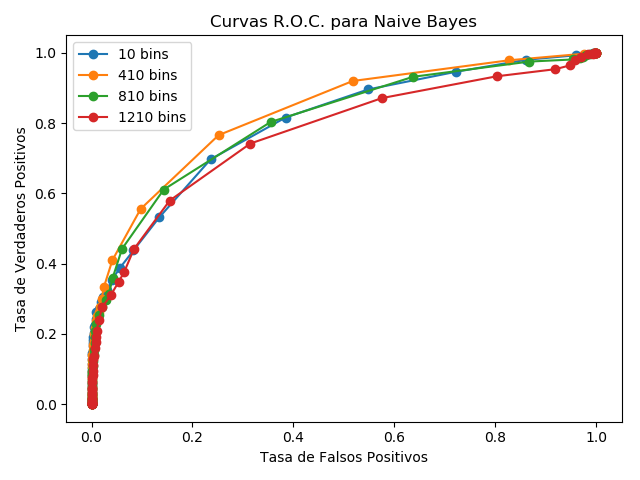 Curvas R.O.C. para Naive Bayes
10 bins
410 bins
810 bins
1210 bins
Tasa de Verdaderos Positivos
1.0
0.8
0.6
0.4
0.2
0.0
0.0 0.2 0.4 0.6 0.8 1.0
Tasa de Falsos Positivos